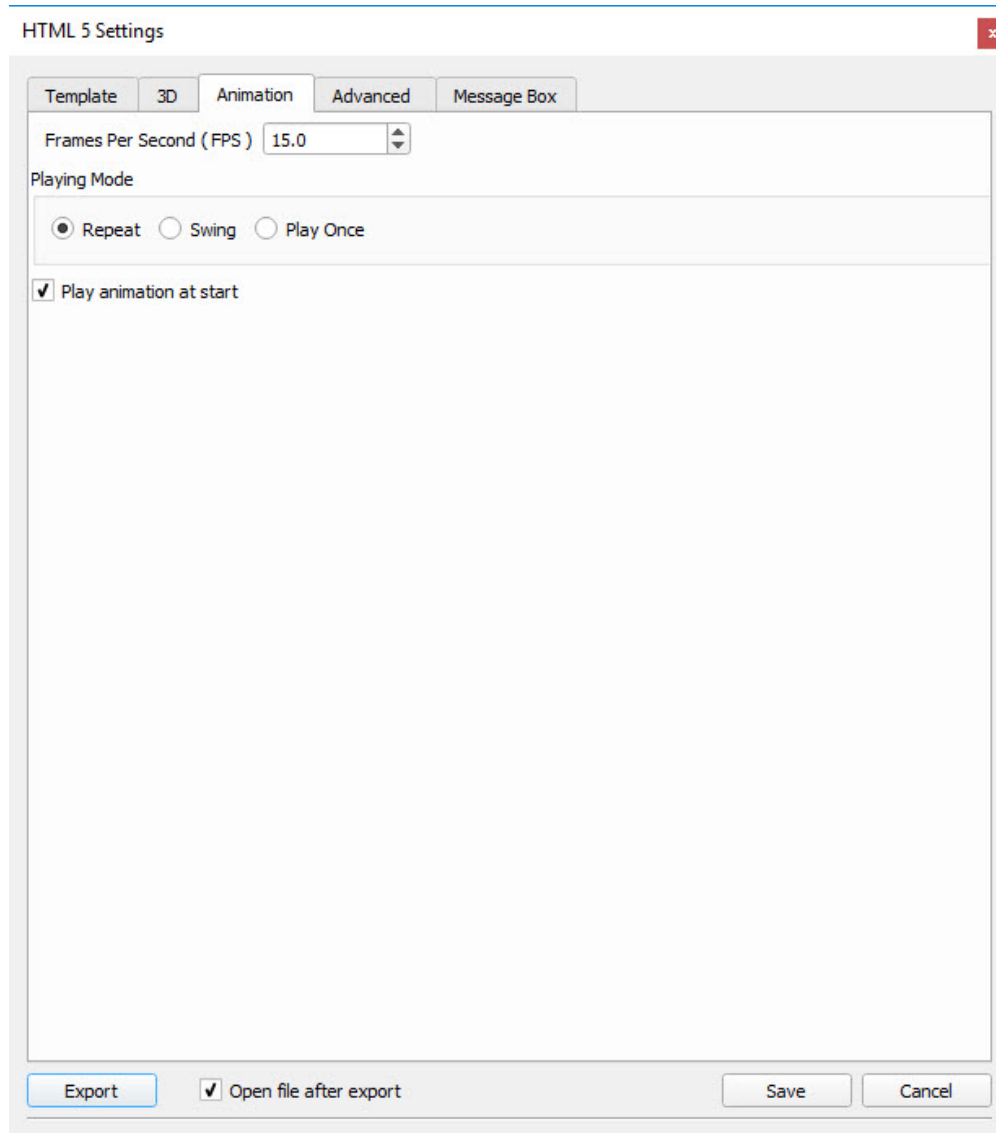 HTML 5 Settings
x
Template 3D Animation Advanced Message Box
Frames Per Second ( FPS ) 15.0
Playing Mode
Repeat Swing Play Once
Play animation at start
Export Open file after export Save Cancel